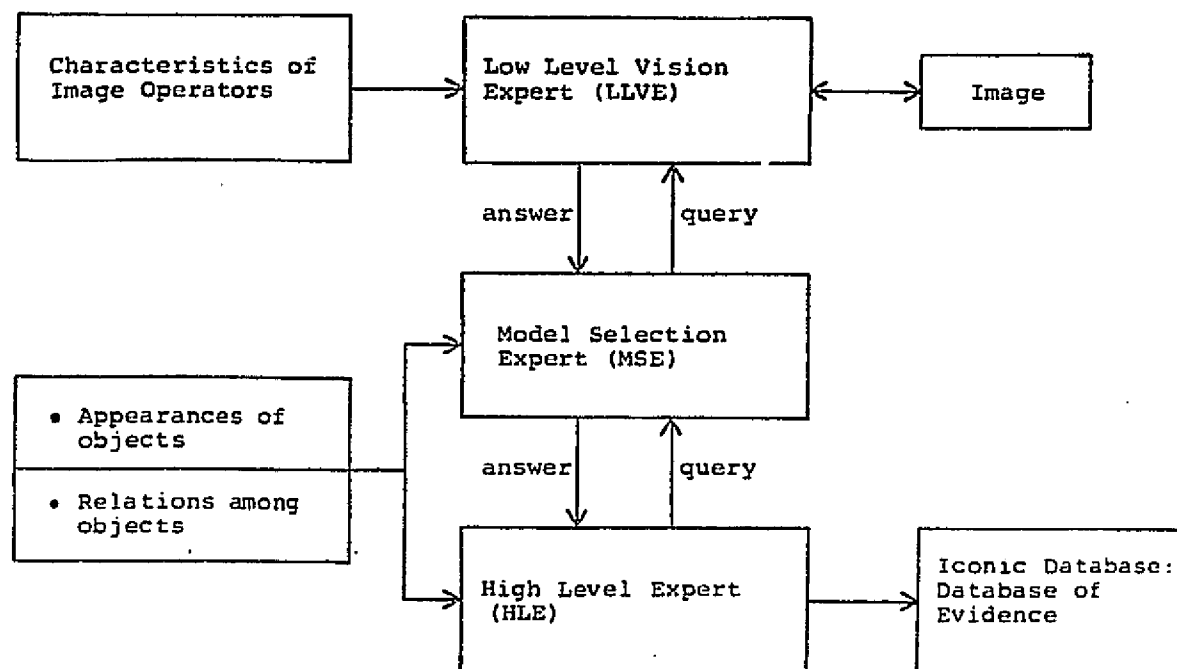 Characteristics of
Image Operators
Low Level Vision
Expert (LLVE)
Image
answer
query
Model Selection
Expert (MSE)
• Appearances of
objects
• Relations among
objects
answer
query
High Level Expert
(HLE)
Iconic Database:
Database of
Evidence